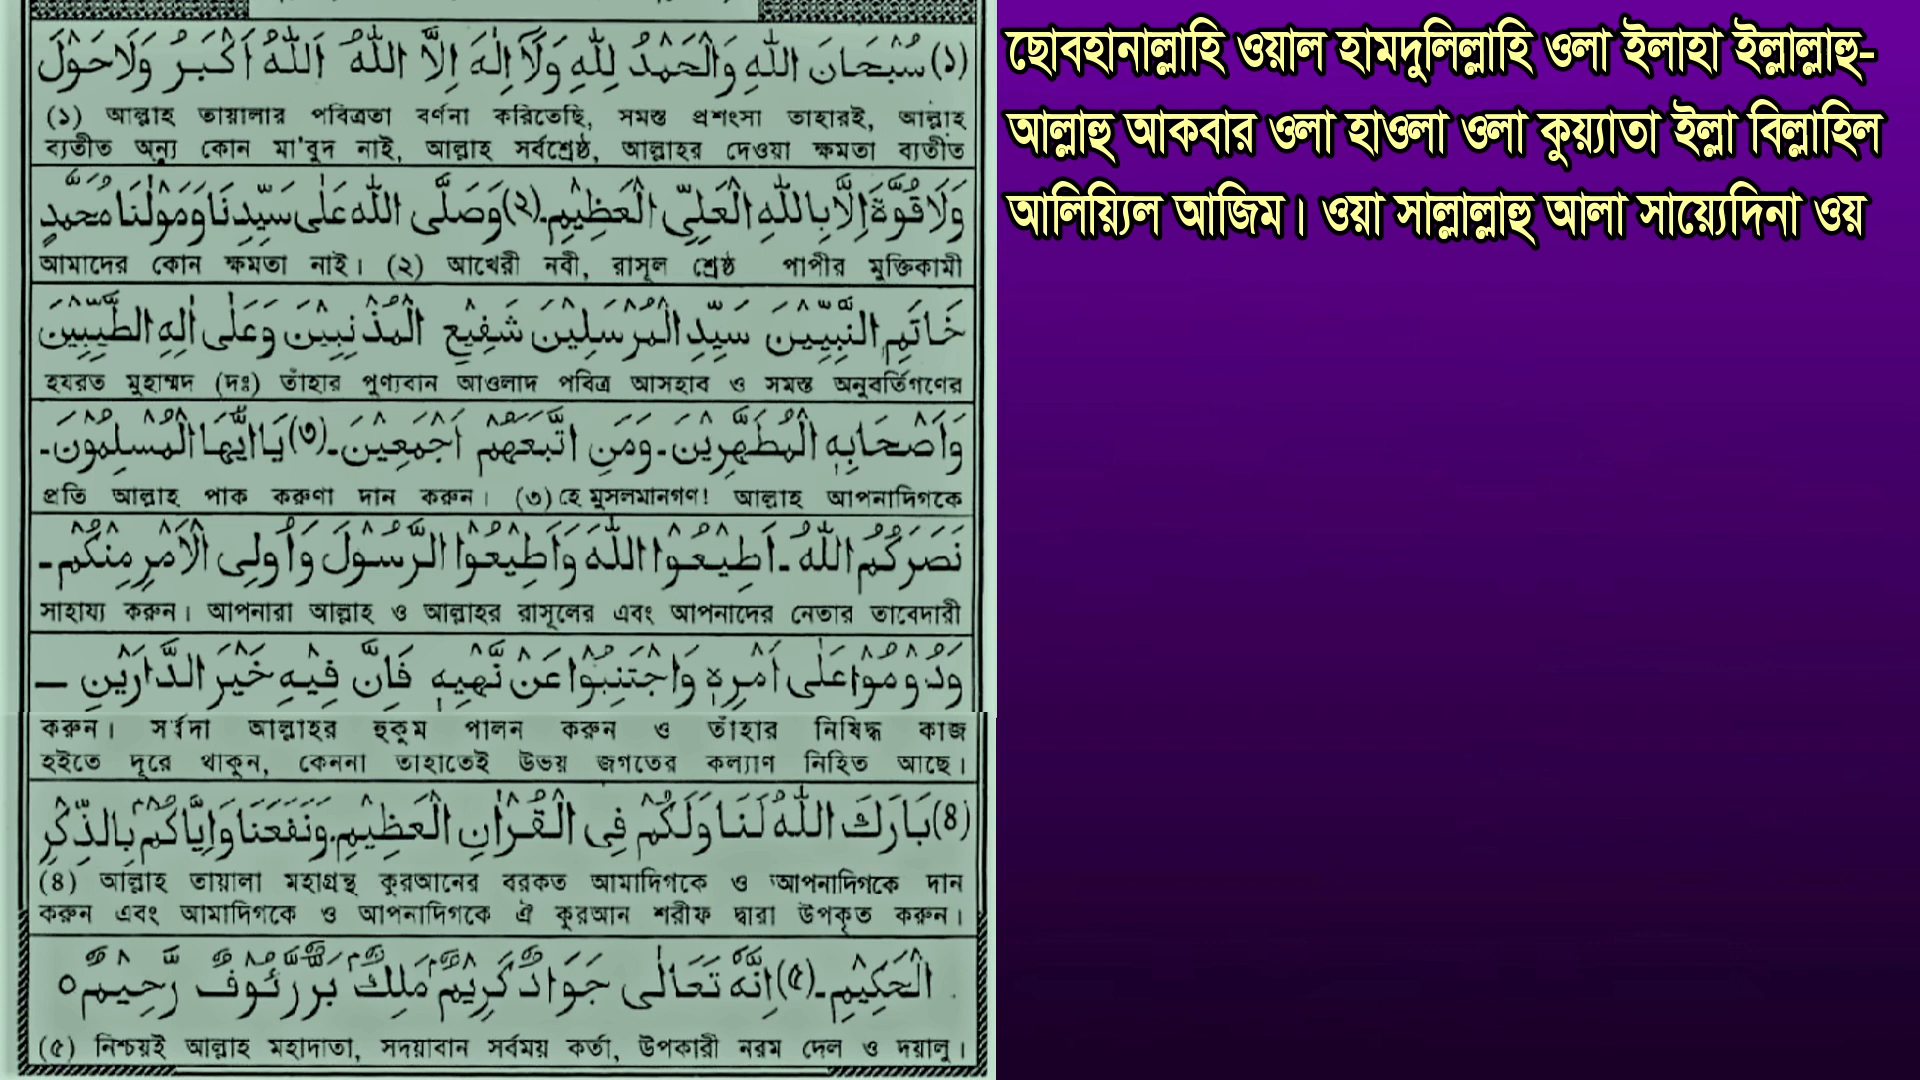 (১) سُبْحَانَ اللّٰهِ وَالْحَمْدُ لِلّٰهِ وَلَاۤ اِلٰهَ اِلَّا اللّٰهُ اَللّٰهُ اَكْبَرُ وَلَاحَوْلَ
(১) আল্লাহ তায়ালার পবিত্রতা বর্ণনা করিতেছি, সমস্ত প্রশংসা তাহারই, আল্লাহ
ব্যতীত অন্য কোন মা'বুদ নাই, আল্লাহ সর্বশ্রেষ্ঠ, আল্লাহর দেওয়া ক্ষমতা ব্যতীত
وَلَا قُوَّةَ اِلَّا بِاللّٰهِ الْعَلِيِّ الْعَظِيْمِ۔(২) وَصَلَّى اللّٰهُ عَلٰى سَيِّدِنَا وَمَوْلٰنَا مُحَمَّدٍ
আমাদের কোন ক্ষমতা নাই। (২) আখেরী নবী, রাসূল শ্রেষ্ঠ পাপীর মুক্তিকামী
خَاتَمِ النَّبِيِّيْنَ سَيِّدِ الْمُرْسَلِيْنَ شَفِيْعِ الْمُذْنِبِيْنَ وَعَلٰى اٰلِهِ الطَّيِّبِيْنَ
হযরত মুহাম্মদ (দঃ) তাঁহার পুণ্যবান আওলাদ পবিত্র আসহাব ও সমস্ত অনুবর্তিগণের
وَاَصْحَابِهِ الْمُطَهَّرِيْنَ۔ وَمَنِ اتَّبَعَهُمْ اَجْمَعِيْنَ۔(৩) يَا اَيُّهَا الْمُسْلِمُوْنَ۔
প্রতি আল্লাহ পাক করুণা দান করুন। (৩) হে মুসলমানগণ! আল্লাহ আপনাদিগকে
نَصَرَكُمُ اللّٰهُ۔ اَطِيْعُوا اللّٰهَ وَاَطِيْعُوا الرَّسُوْلَ وَاُولِى الْاَمْرِ مِنْكُمْ۔
সাহায্য করুন। আপনারা আল্লাহ ও আল্লাহর রাসূলের এবং আপনাদের নেতার তাবেদারী
وَدُوْمُوْا عَلٰى اَمْرِهٖ وَاجْتَنِبُوْا عَنْ نَّهْيِهٖ فَاِنَّ فِيْهِ خَيْرَ الدَّارَيْنِ —
করুন। সর্বদা আল্লাহর হুকুম পালন করুন ও তাঁহার নিষিদ্ধ কাজ
হইতে দূরে থাকুন, কেননা তাহাতেই উভয় জগতের কল্যাণ নিহিত আছে।
(৪) بَارَكَ اللّٰهُ لَنَا وَلَكُمْ فِى الْقُرْاٰنِ الْعَظِيْمِ۔ وَنَفَعَنَا وَاِيَّاكُمْ بِالذِّكْرِ
(৪) আল্লাহ তায়ালা মহাগ্রন্থ কুরআনের বরকত আমাদিগকে ও আপনাদিগকে দান
করুন এবং আমাদিগকে ও আপনাদিগকে ঐ কুরআন শরীফ দ্বারা উপকৃত করুন।
الْحَكِيْمِ۔(৫) اِنَّهٗ تَعَالٰى جَوَادٌ كَرِيْمٌ مَلِكٌ بَرٌّ رَّئُوْفٌ رَّحِيْمٌ ○
(৫) নিশ্চয়ই আল্লাহ মহাদাতা, সদয়াবান সর্বময় কর্তা, উপকারী নরম দেল ও দয়ালু।
ছোবহানাল্লাহি ওয়াল হামদুলিল্লাহি ওলা ইলাহা ইল্লাল্লাহু-
আল্লাহু আকবার ওলা হাওলা ওলা কুয়্যাতা ইল্লা বিল্লাহিল
আলিয়্যিল আজিম। ওয়া সাল্লাল্লাহু আলা সায়্যেদিনা ওয়